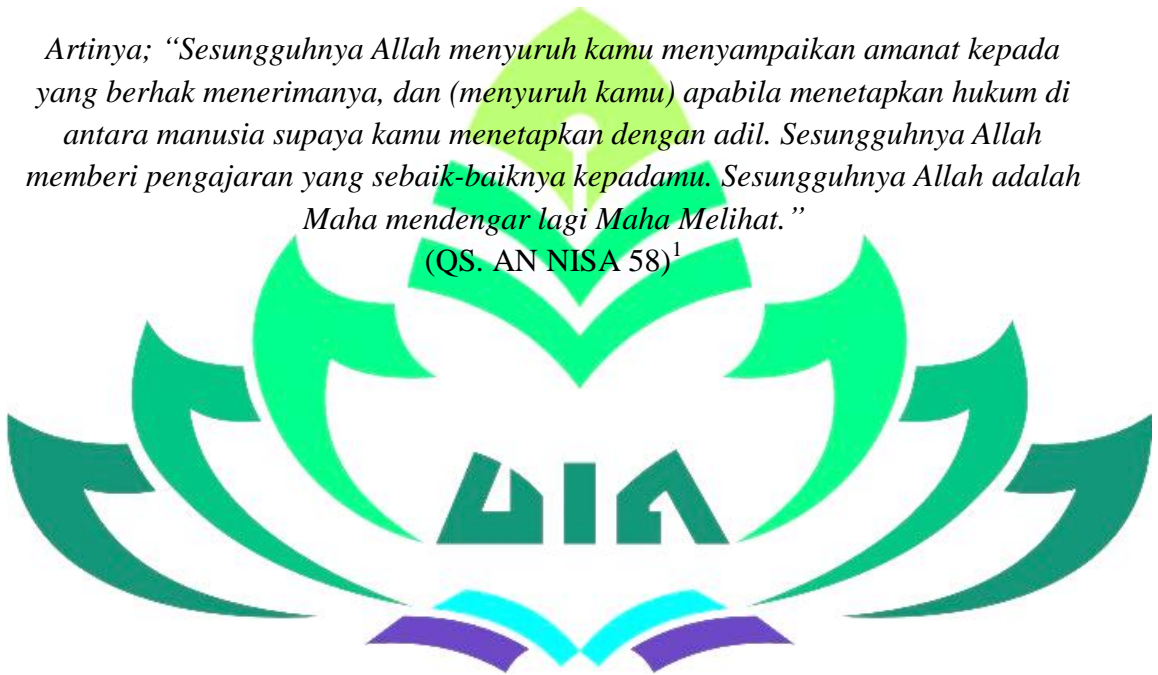 Artinya; “Sesungguhnya Allah menyuruh kamu menyampaikan amanat kepada
yang berhak menerimanya, dan (menyuruh kamu) apabila menetapkan hukum di
antara manusia supaya kamu menetapkan dengan adil. Sesungguhnya Allah
memberi pengajaran yang sebaik-baiknya kepadamu. Sesungguhnya Allah adalah
Maha mendengar lagi Maha Melihat.”
(QS. AN NISA 58)1
UIN